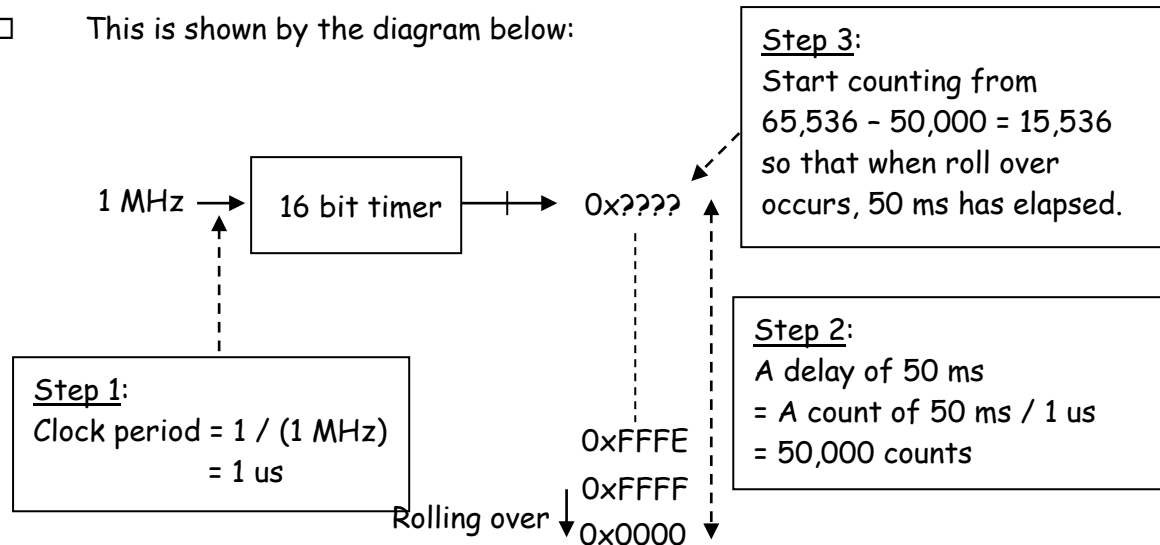 This is shown by the diagram below:
Step 3:
Start counting from
65,536 – 50,000 = 15,536
so that when roll over
occurs, 50 ms has elapsed.
1 MHz
16 bit timer
0x????
Step 2:
A delay of 50 ms
= A count of 50 ms / 1 us
= 50,000 counts
Step 1:
Clock period = 1 / (1 MHz)
= 1 us
0xFFFE
0xFFFF
Rolling over
0x0000